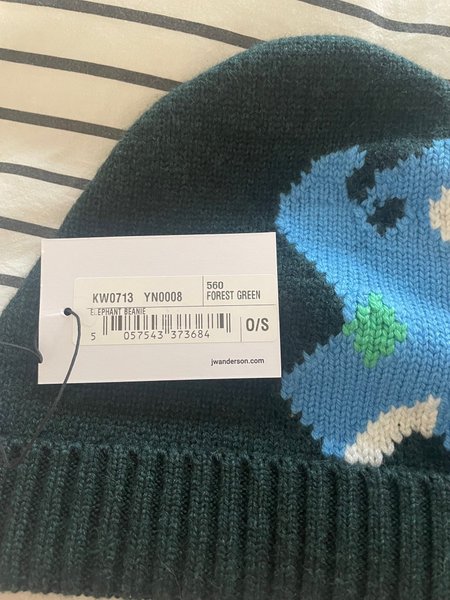 KW0713 YN0008 560
FOREST GREEN
ELEPHANT BEANIE
5 057543 373684 O/S
jwanderson.com